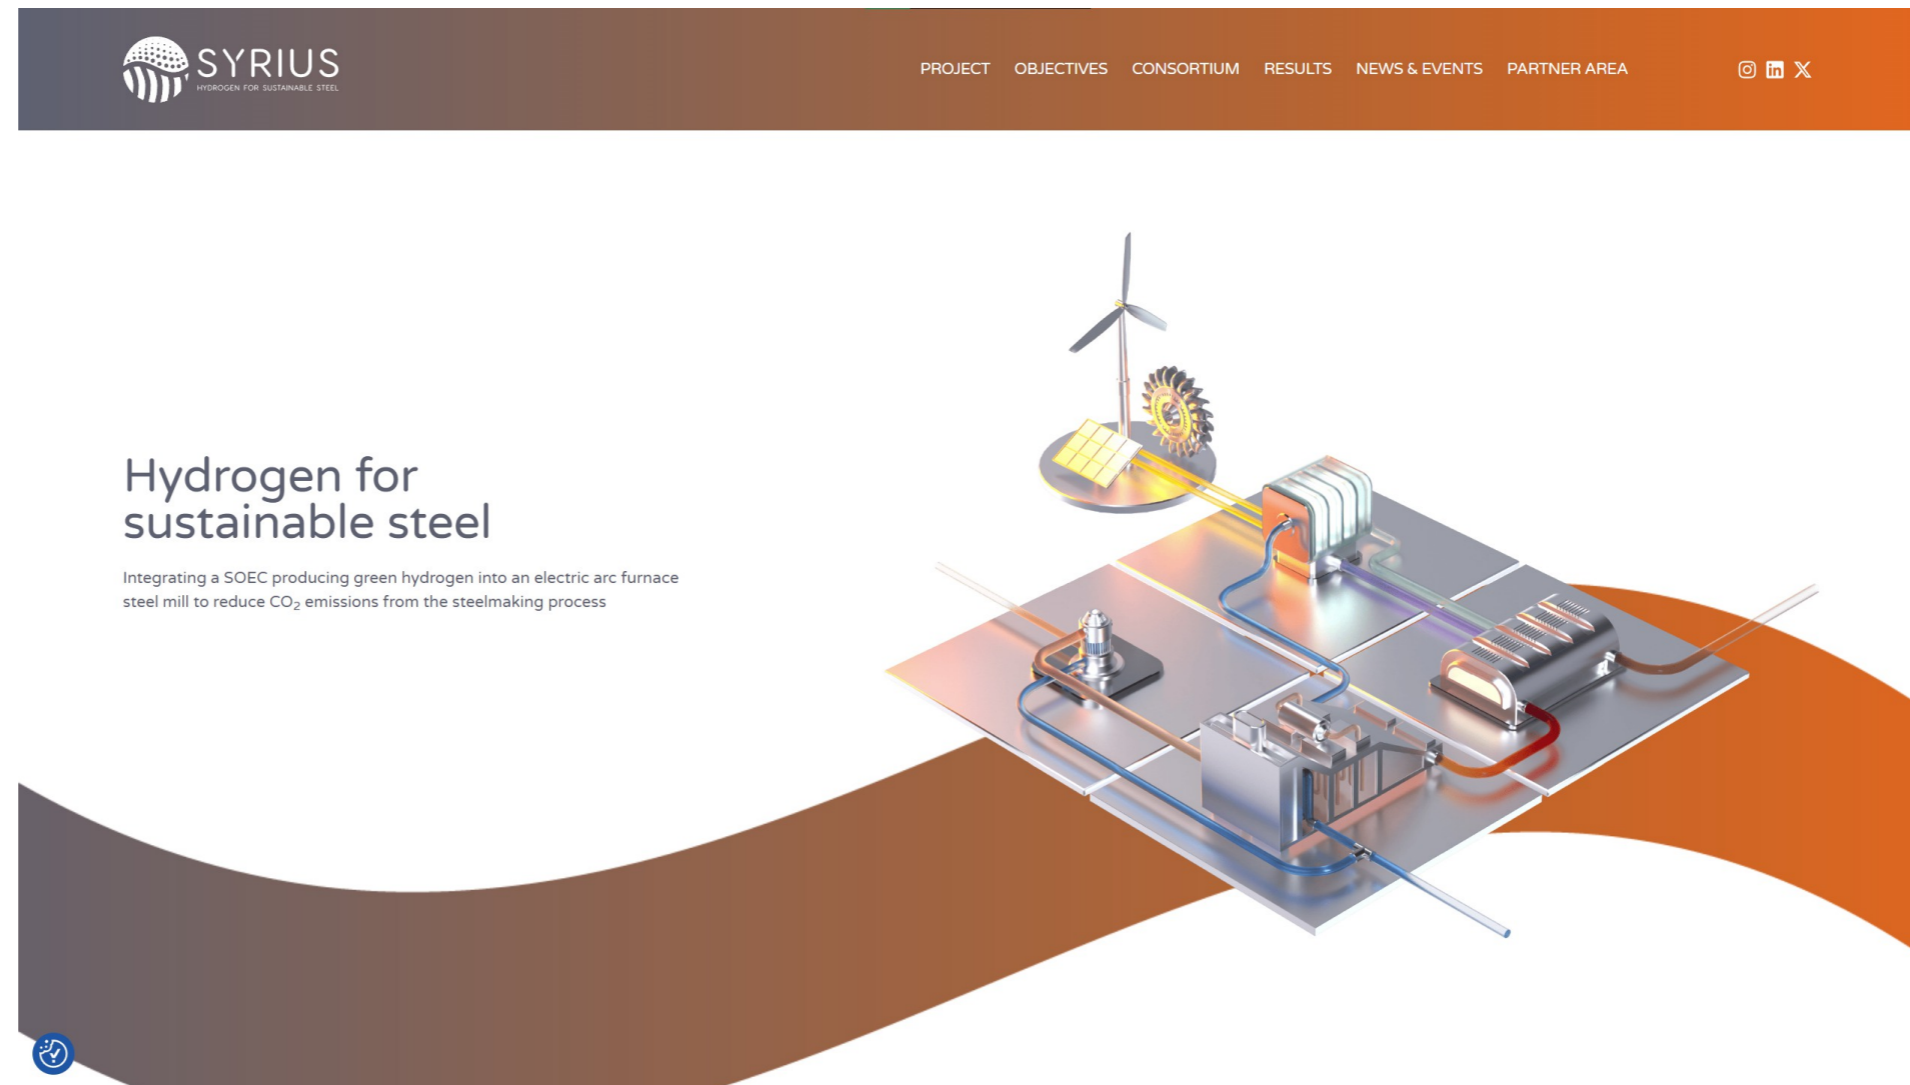 SYRIUS
HYDROGEN FOR SUSTAINABLE STEEL
PROJECT OBJECTIVES CONSORTIUM RESULTS NEWS & EVENTS PARTNER AREA
Hydrogen for
sustainable steel
Integrating a SOEC producing green hydrogen into an electric arc furnace
steel mill to reduce CO₂ emissions from the steelmaking process